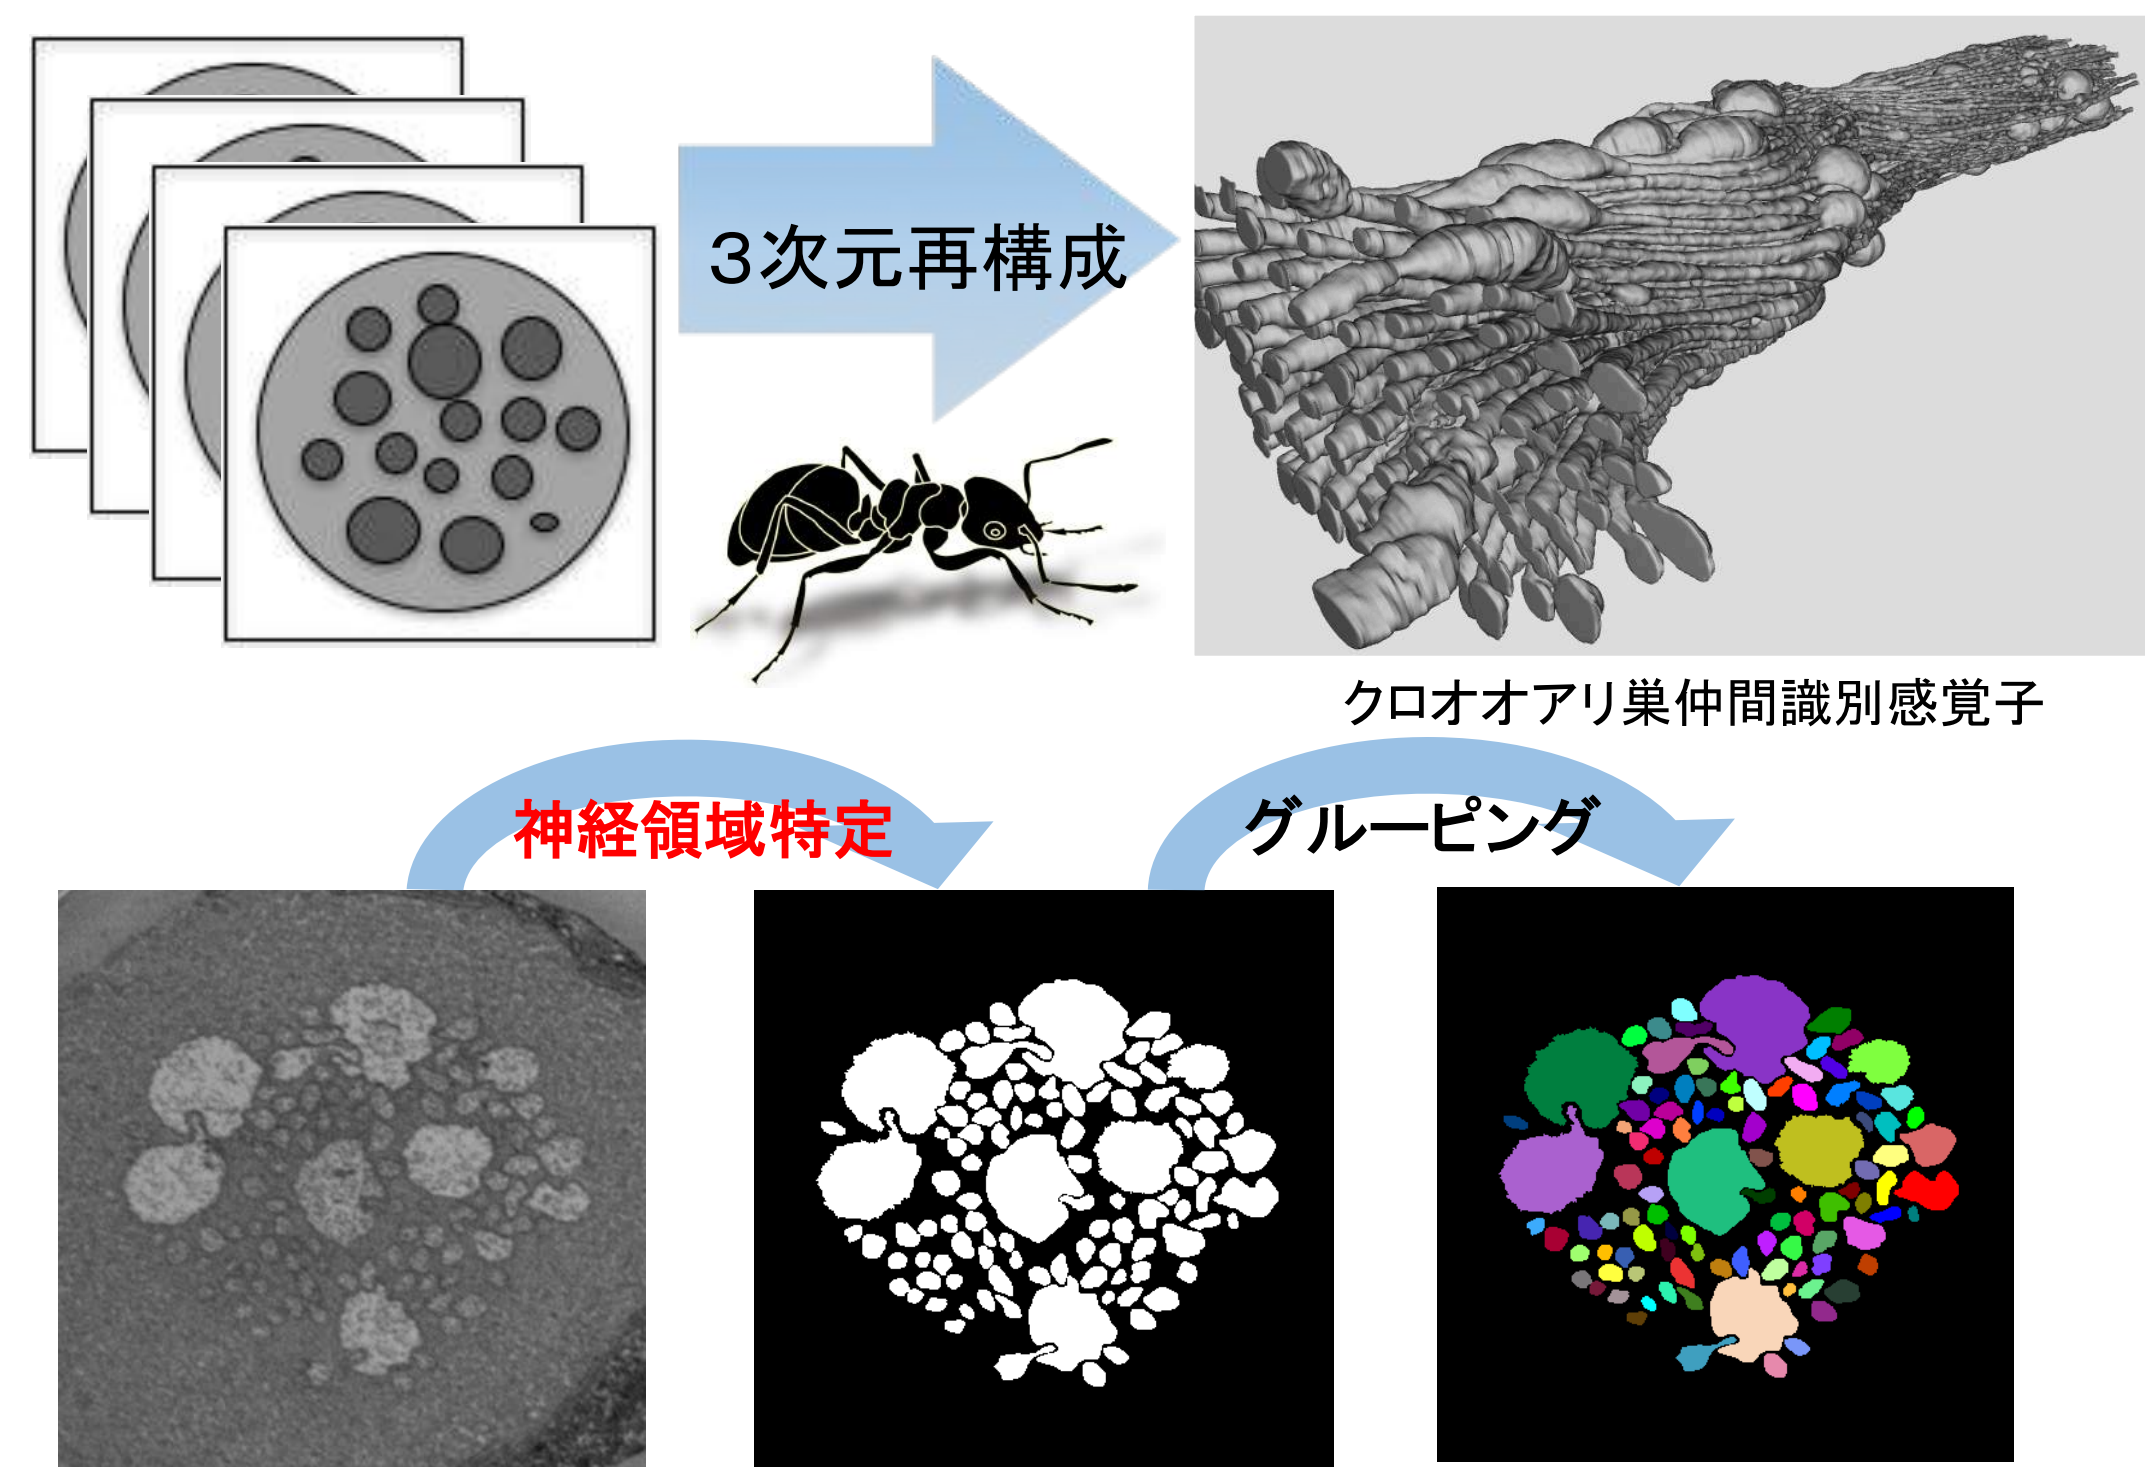 ３次元再構成
クロオオアリ巣仲間識別感覚子
神経領域特定
グルーピング